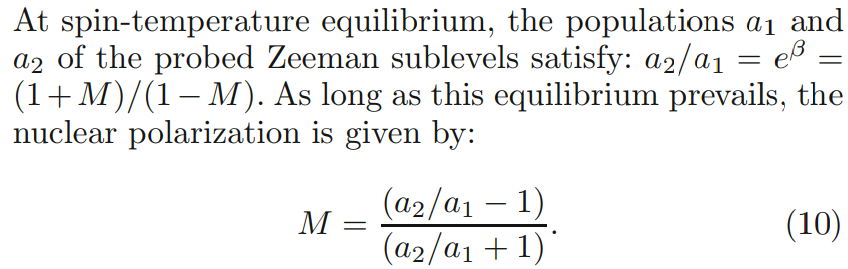 At spin-temperature equilibrium, the populations a₁ and
a₂ of the probed Zeeman sublevels satisfy: a₂/a₁ = e^β =
(1 + M)/(1 − M). As long as this equilibrium prevails, the
nuclear polarization is given by:
M = (a₂/a₁ − 1) / (a₂/a₁ + 1). (10)